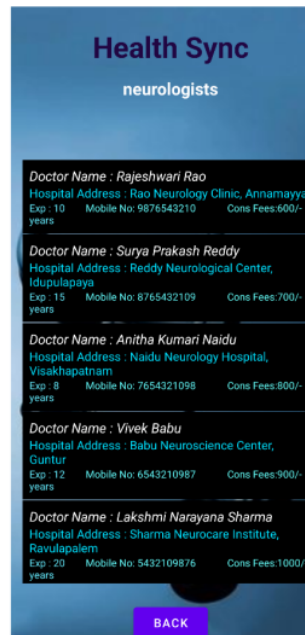 Health Sync
neurologists
Doctor Name : Rajeshwari Rao
Hospital Address : Rao Neurology Clinic, Annamayya
Exp : 10 years Mobile No: 9876543210 Cons Fees:600/-
Doctor Name : Surya Prakash Reddy
Hospital Address : Reddy Neurological Center,
Idupulapaya
Exp : 15 years Mobile No: 8765432109 Cons Fees:700/-
Doctor Name : Anitha Kumari Naidu
Hospital Address : Naidu Neurology Hospital,
Visakhapatnam
Exp : 8 years Mobile No: 7654321098 Cons Fees:800/-
Doctor Name : Vivek Babu
Hospital Address : Babu Neuroscience Center,
Guntur
Exp : 12 years Mobile No: 6543210987 Cons Fees:900/-
Doctor Name : Lakshmi Narayana Sharma
Hospital Address : Sharma Neurocare Institute,
Ravulapalem
Exp : 20 years Mobile No: 5432109876 Cons Fees:1000/
BACK